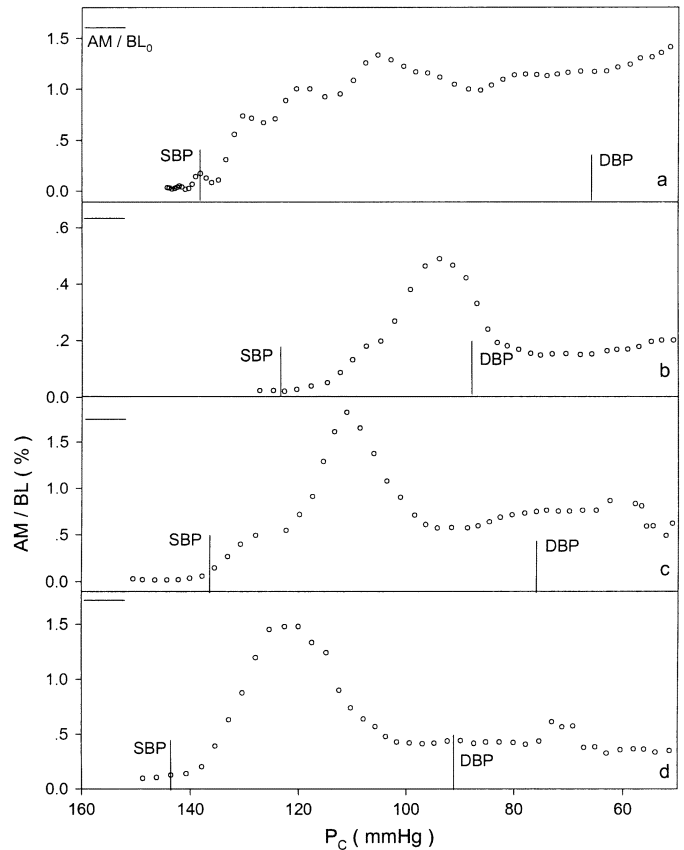 1.5
AM / BL0
1.0
.5
SBP
DBP
0.0
a
.6
.4
.2
SBP
DBP
0.0
b
1.5
1.0
.5
SBP
DBP
0.0
c
1.5
1.0
.5
SBP
DBP
0.0
d
AM / BL ( % )
160
140
120
100
80
60
PC ( mmHg )